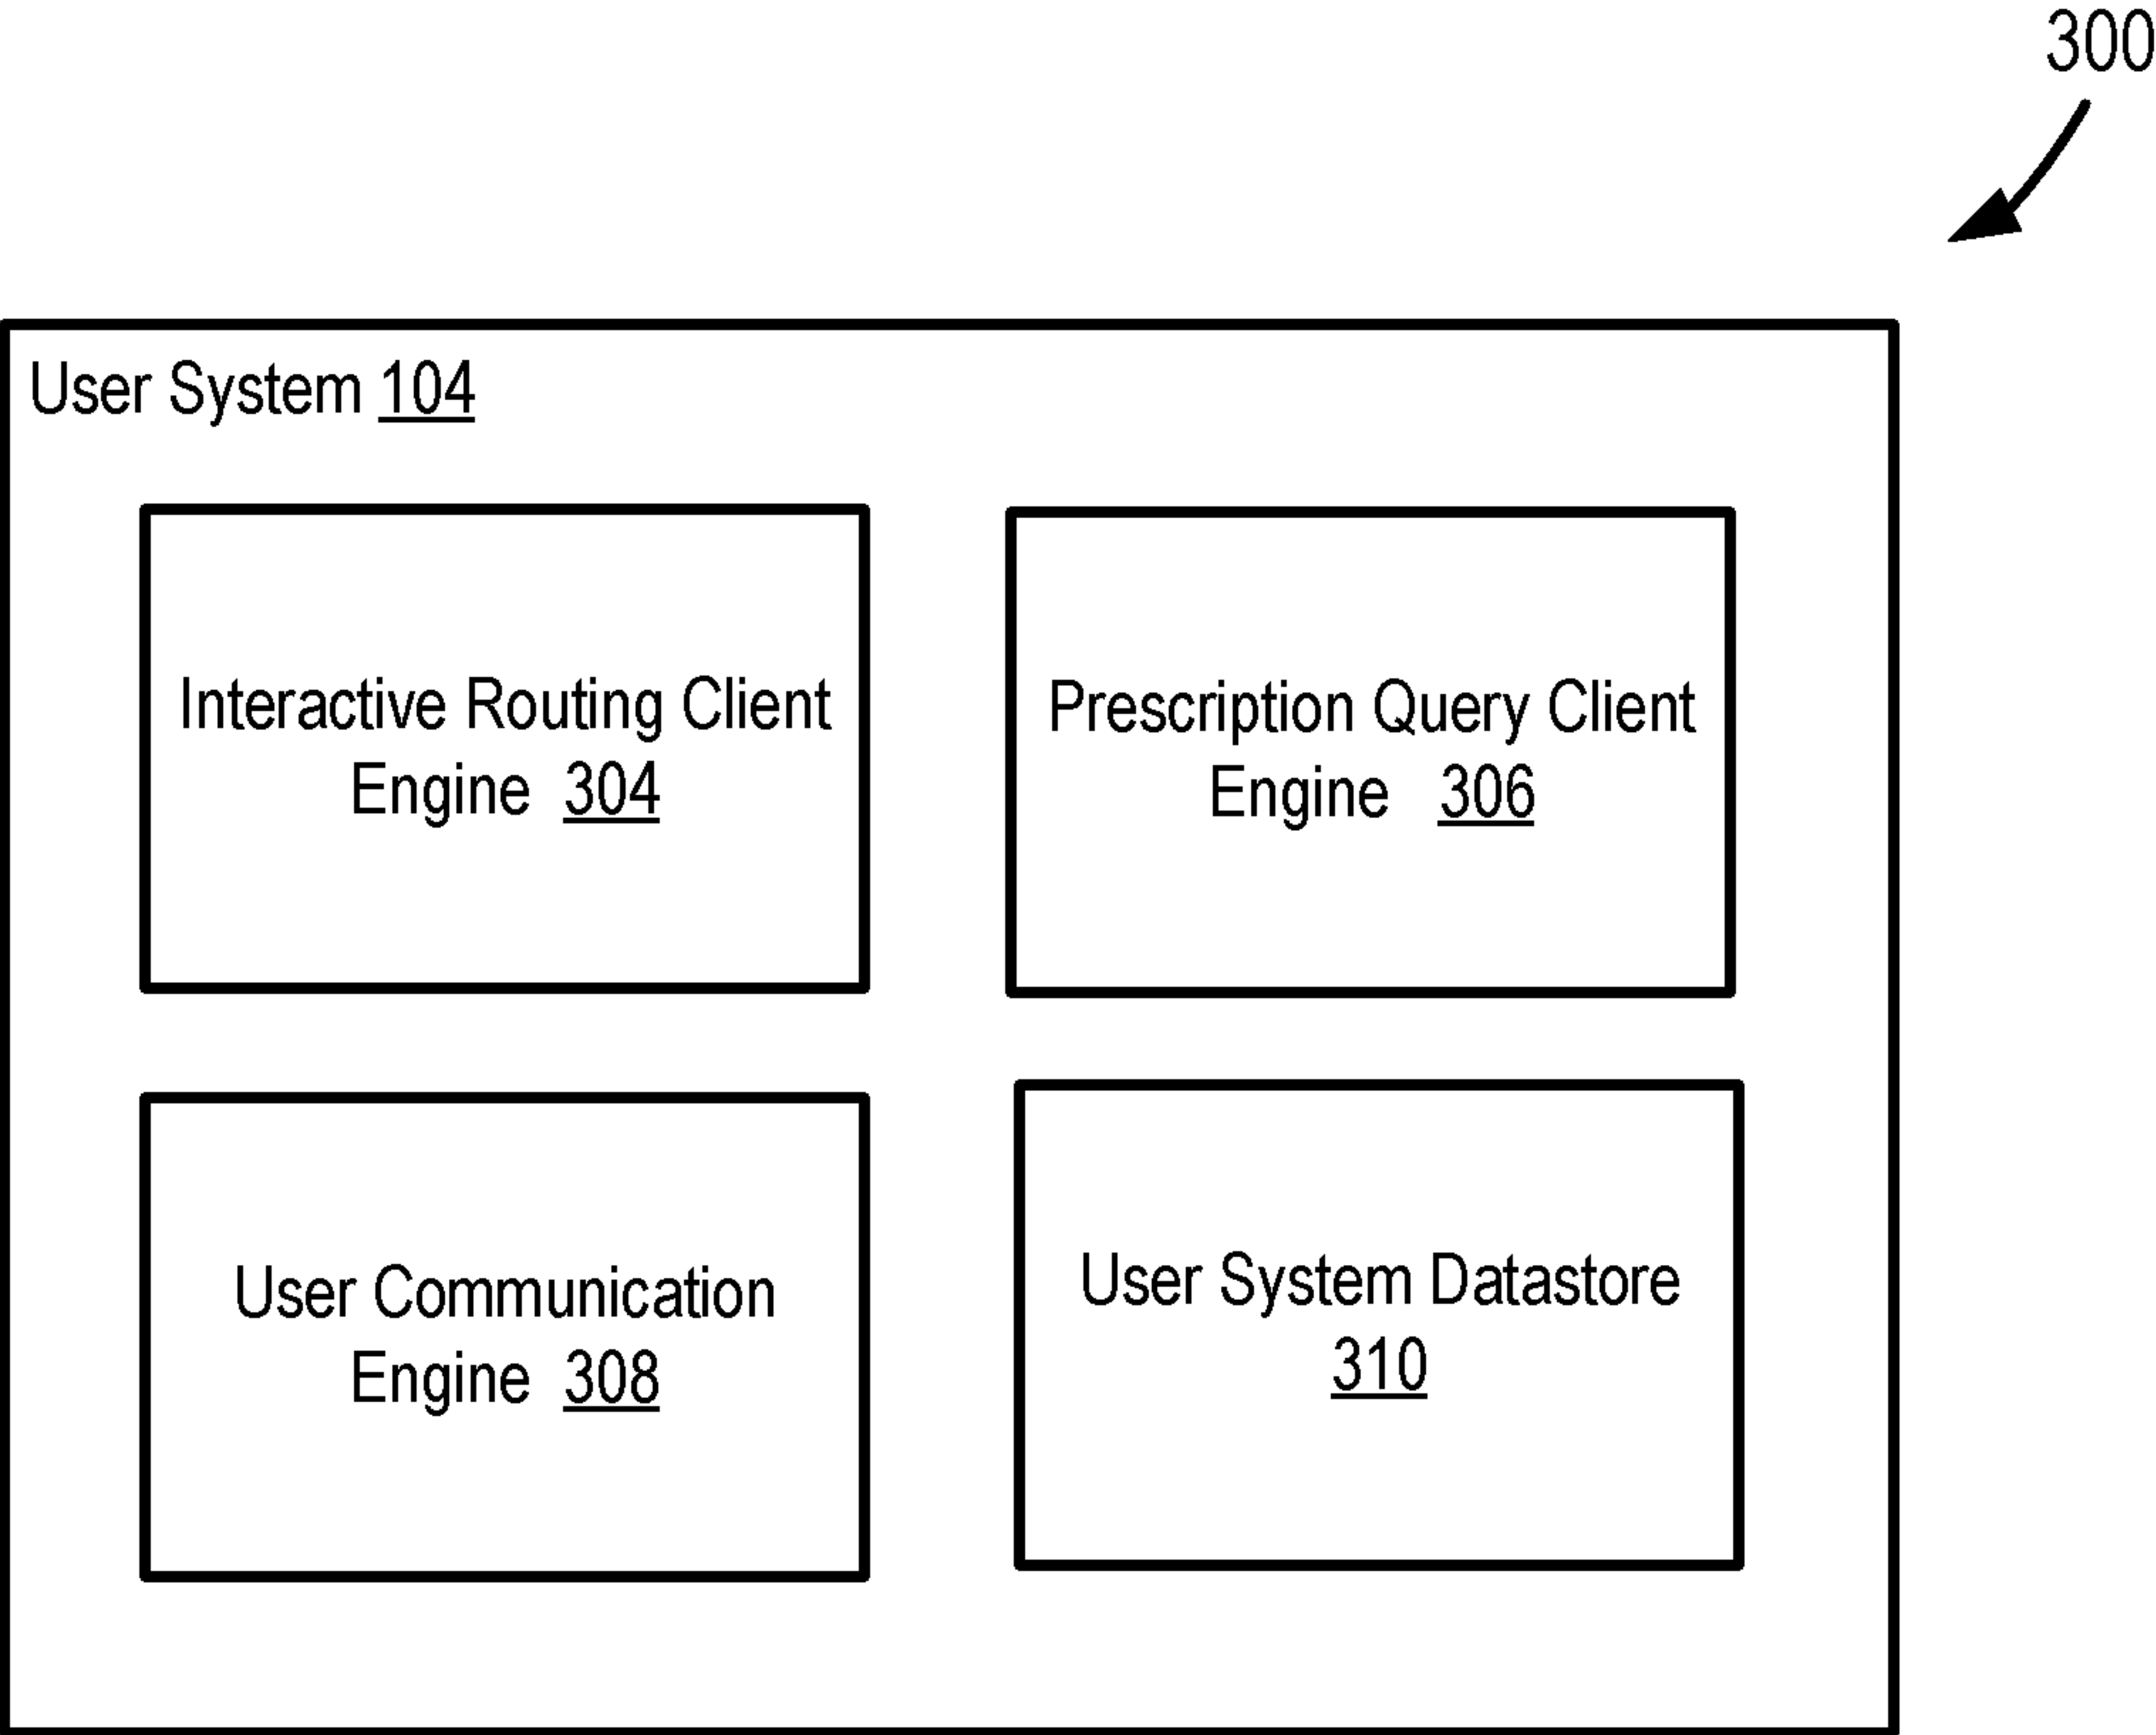 300
User System 104
Interactive Routing Client
Engine 304
Prescription Query Client
Engine 306
User Communication
Engine 308
User System Datastore
310